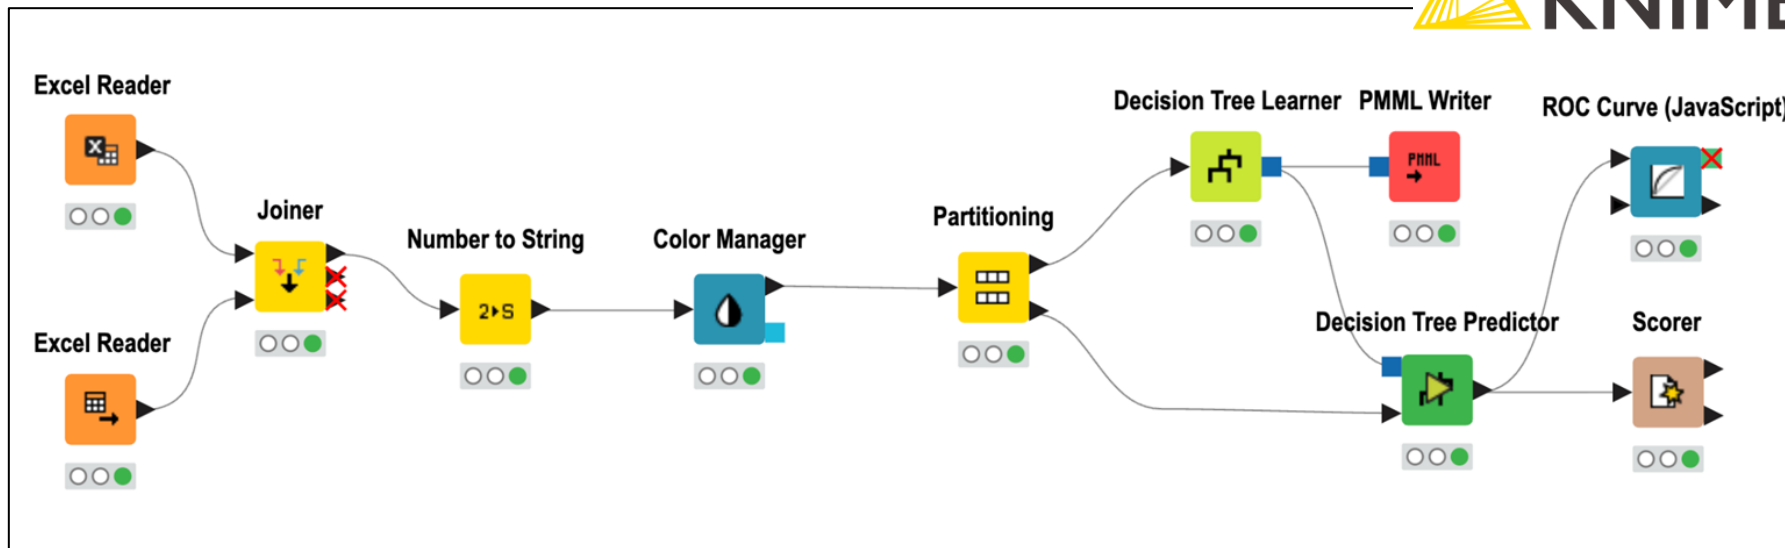 KNIME
Excel Reader
Decision Tree Learner
PMML Writer
PMML
ROC Curve (JavaScript)
X
Joiner
Number to String
2▸S
Color Manager
Partitioning
Excel Reader
Decision Tree Predictor
Scorer